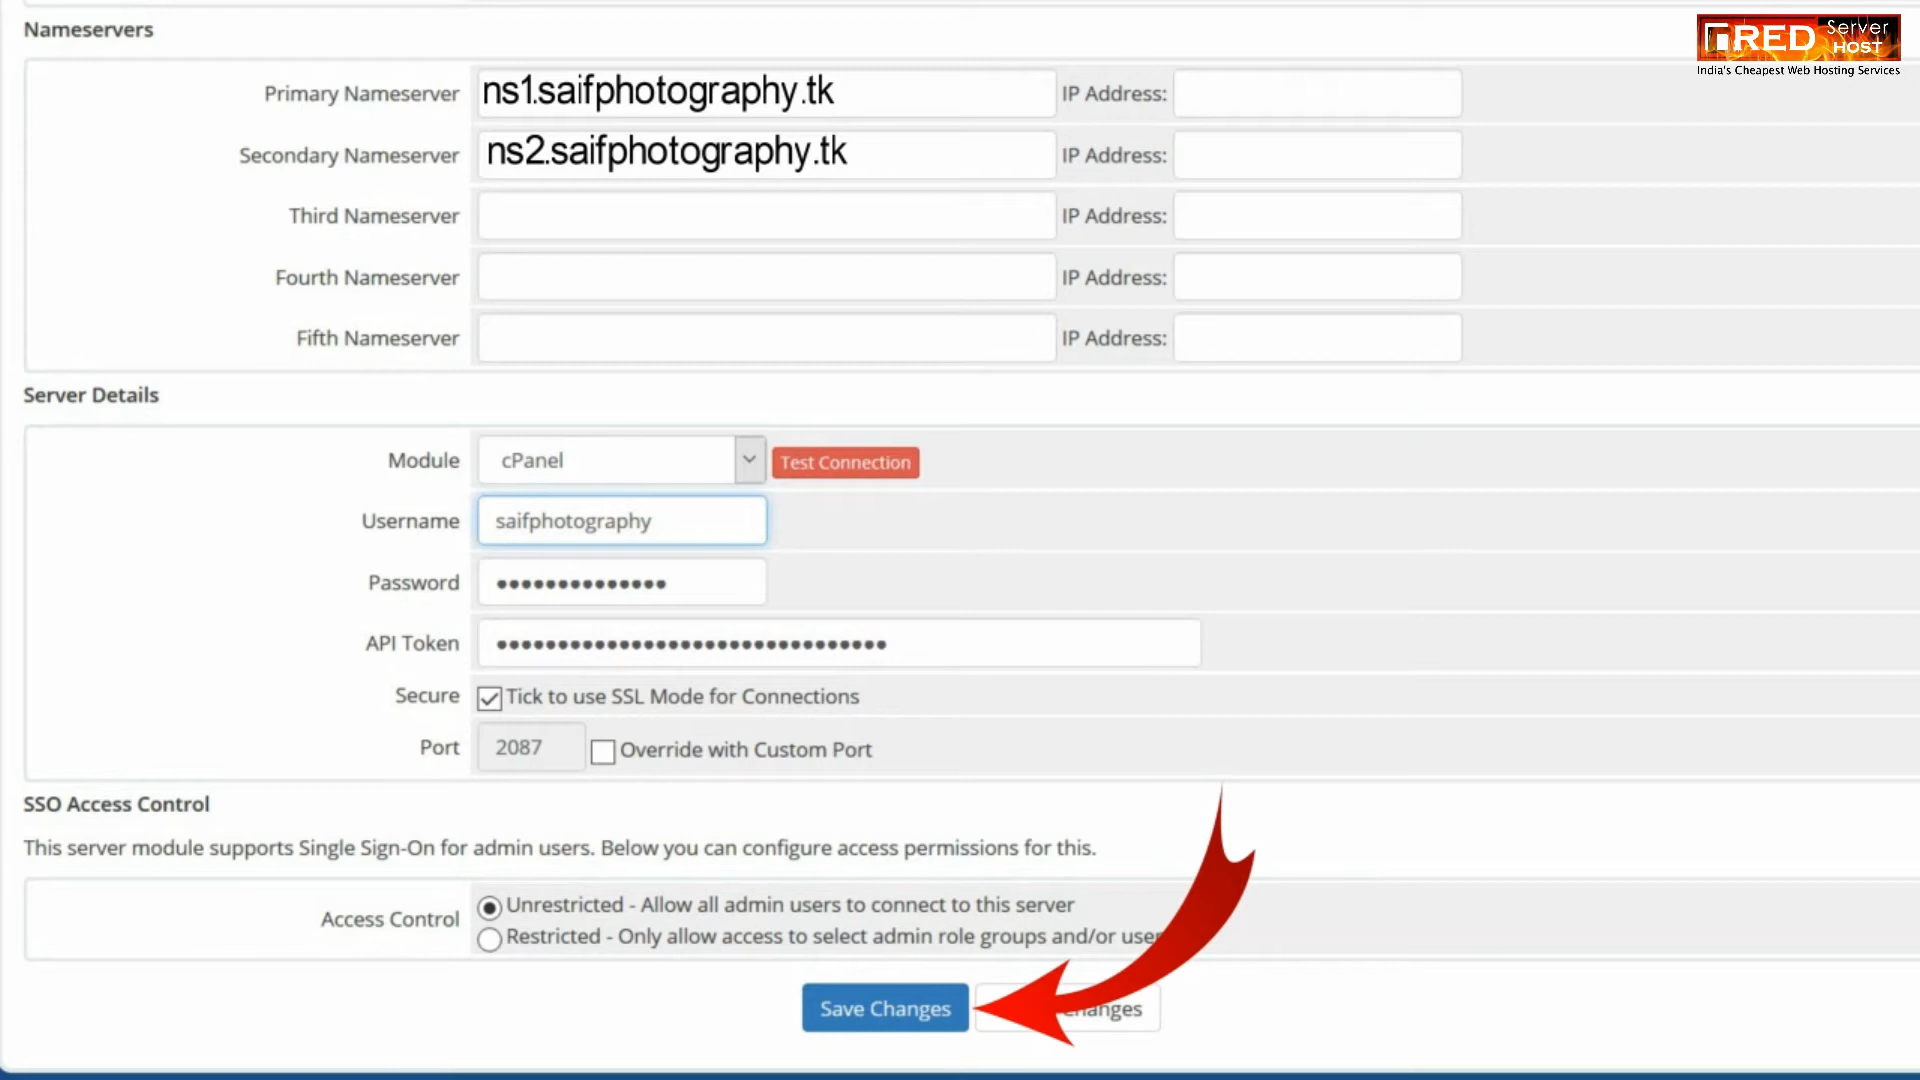 Nameservers
RED Server HOST
India's Cheapest Web Hosting Services
Primary Nameserver ns1.saifphotography.tk IP Address:
Secondary Nameserver ns2.saifphotography.tk IP Address:
Third Nameserver IP Address:
Fourth Nameserver IP Address:
Fifth Nameserver IP Address:
Server Details
Module cPanel Test Connection
Username saifphotography
Password ••••••••••••••
API Token ••••••••••••••••••••••••••••••••
Secure Tick to use SSL Mode for Connections
Port 2087 Override with Custom Port
SSO Access Control
This server module supports Single Sign-On for admin users. Below you can configure access permissions for this.
Access Control Unrestricted - Allow all admin users to connect to this server
Restricted - Only allow access to select admin role groups and/or
Save Changes